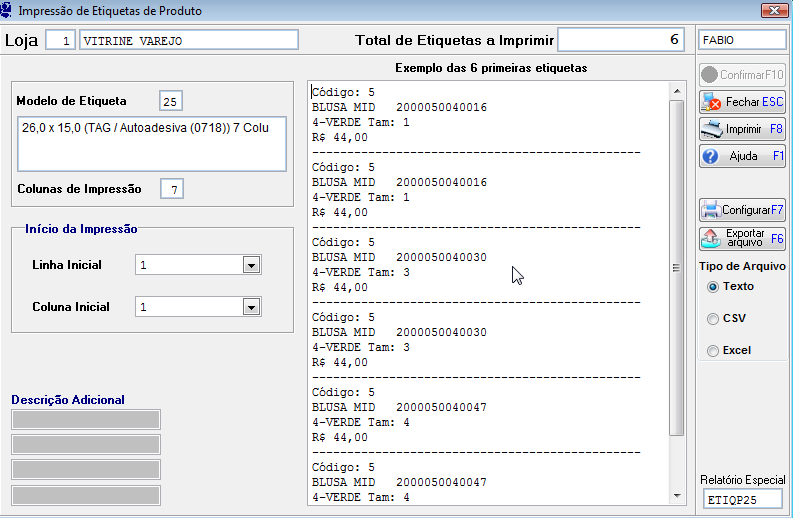 Impressão de Etiquetas de Produto
Loja 1 VITRINE VAREJO Total de Etiquetas a Imprimir 6 FABIO
Exemplo das 6 primeiras etiquetas
Modelo de Etiqueta 25
26,0 x 15,0 (TAG / Autoadesiva (0718)) 7 Colu
Colunas de Impressão 7
Início da Impressão
Linha Inicial 1
Coluna Inicial 1
Descrição Adicional
Código: 5
BLUSA MID 2000050040016
4-VERDE Tam: 1
R$ 44,00
-----------------------------------------------
Código: 5
BLUSA MID 2000050040016
4-VERDE Tam: 1
R$ 44,00
-----------------------------------------------
Código: 5
BLUSA MID 2000050040030
4-VERDE Tam: 3
R$ 44,00
-----------------------------------------------
Código: 5
BLUSA MID 2000050040030
4-VERDE Tam: 3
R$ 44,00
-----------------------------------------------
Código: 5
BLUSA MID 2000050040047
4-VERDE Tam: 4
R$ 44,00
-----------------------------------------------
Código: 5
BLUSA MID 2000050040047
4-VERDE Tam: 4
Confirmar F10
Fechar ESC
Imprimir F8
Ajuda F1
Configurar F7
Exportar
arquivo F6
Tipo de Arquivo
Texto
CSV
Excel
Relatório Especial
ETIQP25